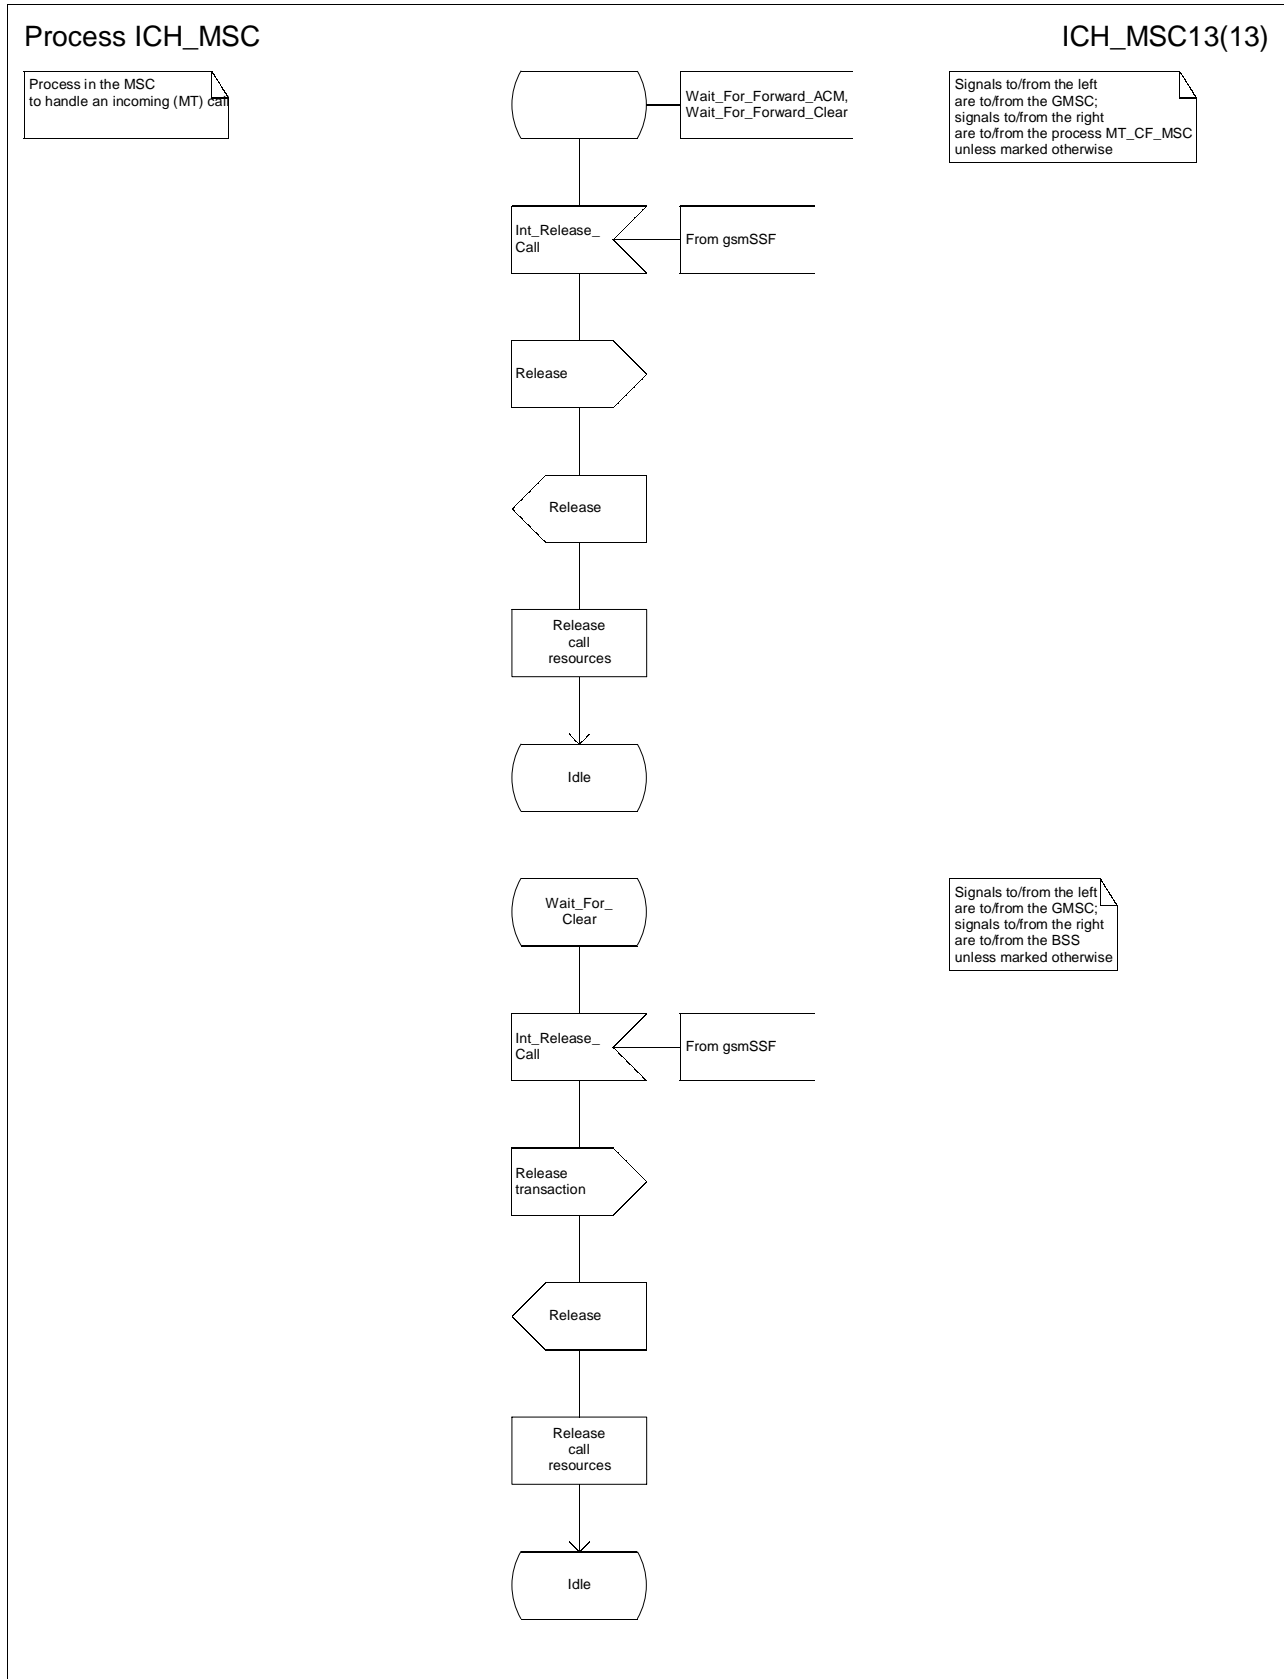 Process ICH_MSC
ICH_MSC13(13)
Process in the MSC
to handle an incoming (MT) call
Wait_For_Forward_ACM,
Wait_For_Forward_Clear
Signals to/from the left
are to/from the GMSC;
signals to/from the right
are to/from the process MT_CF_MSC
unless marked otherwise
Int_Release_
Call
From gsmSSF
Release
Release
Release
call
resources
Idle
Wait_For_
Clear
Signals to/from the left
are to/from the GMSC;
signals to/from the right
are to/from the BSS
unless marked otherwise
Int_Release_
Call
From gsmSSF
Release
transaction
Release
Release
call
resources
Idle